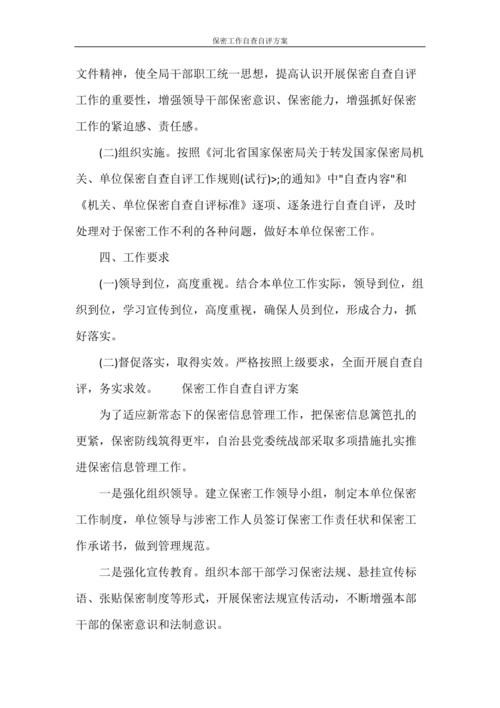 保密工作自查自评方案
文件精神，使全局干部职工统一思想，提高认识开展保密自查自评
工作的重要性，增强领导干部保密意识、保密能力，增强抓好保密
工作的紧迫感、责任感。
(二)组织实施。按照《河北省国家保密局关于转发国家保密局机
关、单位保密自查自评工作规则(试行)>;的通知》中"自查内容"和
《机关、单位保密自查自评标准》逐项、逐条进行自查自评，及时
处理对于保密工作不利的各种问题，做好本单位保密工作。
四、工作要求
(一)领导到位，高度重视。结合本单位工作实际，领导到位，组
织到位，学习宣传到位，高度重视，确保人员到位，形成合力，抓
好落实。
(二)督促落实，取得实效。严格按照上级要求，全面开展自查自
评，务实求效。 保密工作自查自评方案
为了适应新常态下的保密信息管理工作，把保密信息篱笆扎的
更紧，保密防线筑得更牢，自治县党委统战部采取多项措施扎实推
进保密信息管理工作。
一是强化组织领导。建立保密工作领导小组，制定本单位保密
工作制度，单位领导与涉密工作人员签订保密工作责任状和保密工
作承诺书，做到管理规范。
二是强化宣传教育。组织本部干部学习保密法规、悬挂宣传标
语、张贴保密制度等形式，开展保密法规宣传活动，不断增强本部
干部的保密意识和法制意识。